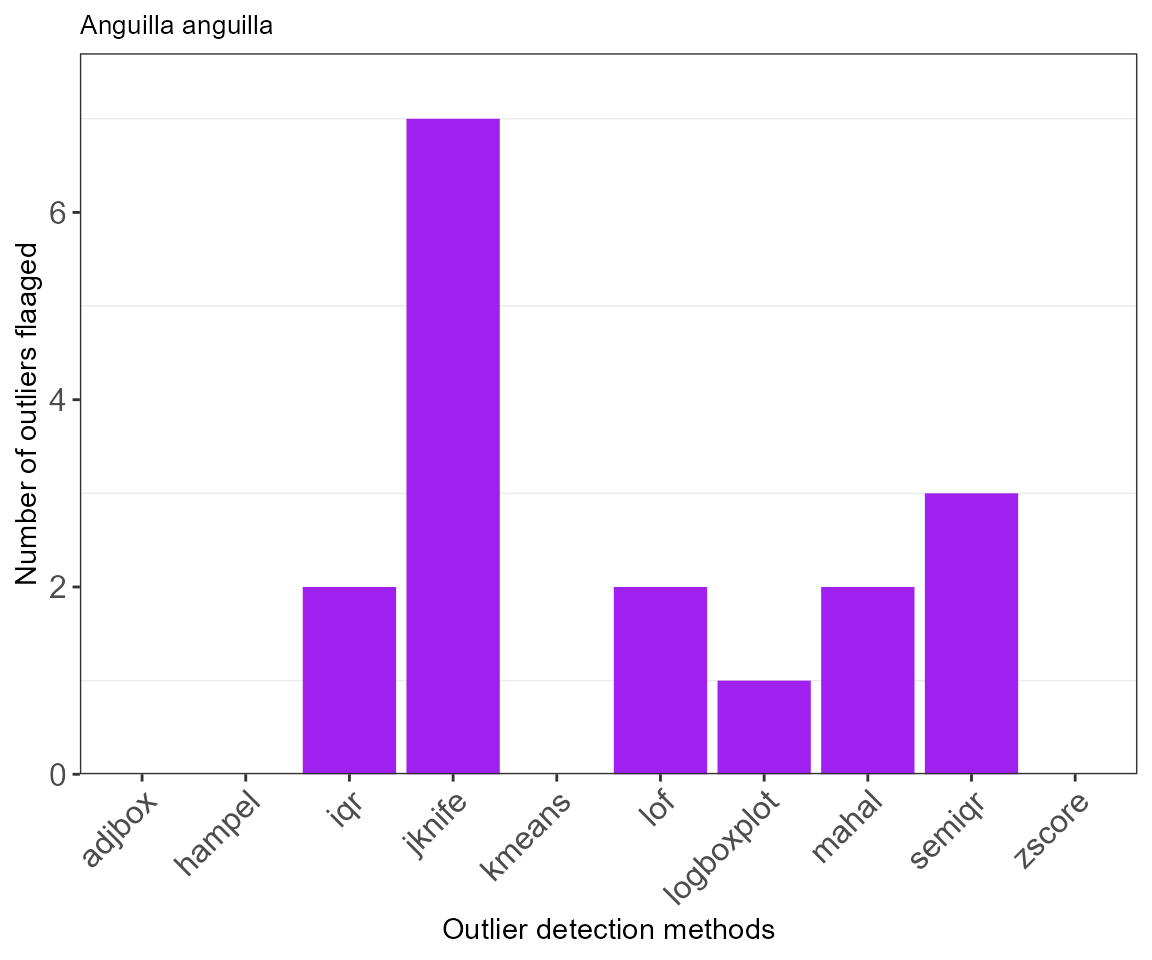 Anguilla anguilla
Number of outliers flaaged
6
4
2
0
adjbox
hampel
iqr
jknife
kmeans
lof
logboxplot
mahal
semiqr
zscore
Outlier detection methods